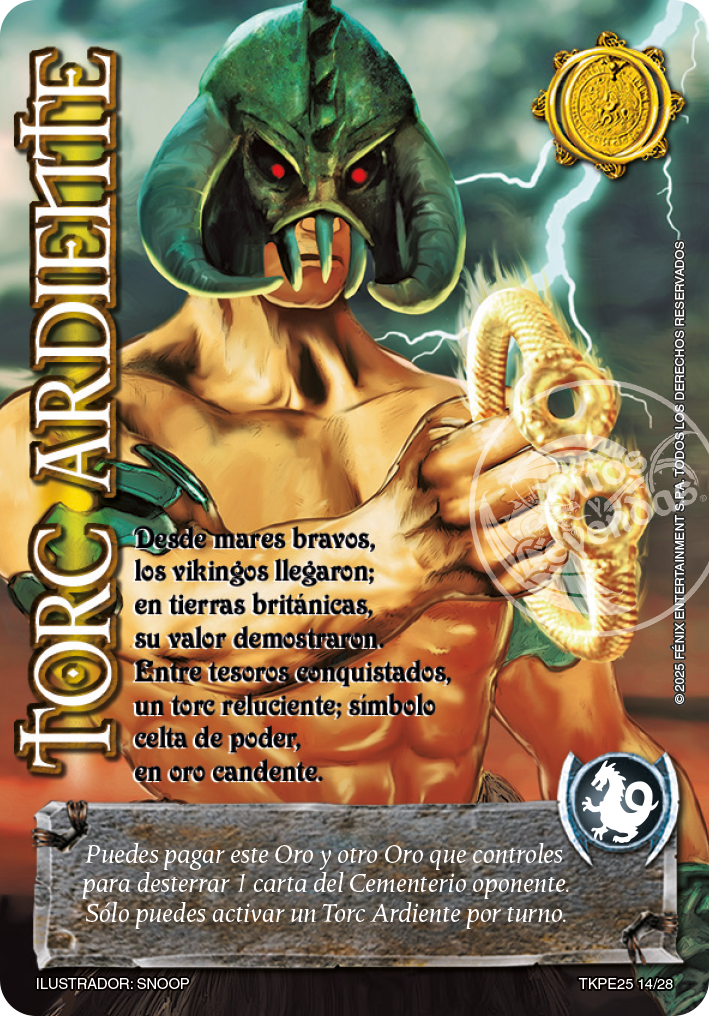 TORC ARDIENTE
Desde mares bravos,
los vikingos llegaron;
en tierras británicas,
su valor demostraron.
Entre tesoros conquistados,
un torc reluciente; símbolo
celta de poder,
en oro candente.
Puedes pagar este Oro y otro Oro que controles
para desterrar 1 carta del Cementerio oponente.
Sólo puedes activar un Torc Ardiente por turno.
ILUSTRADOR: SNOOP
TKPE25 14/28
© 2025 FÉNIX ENTERTAINMENT S.P.A. TODOS LOS DERECHOS RESERVADOS